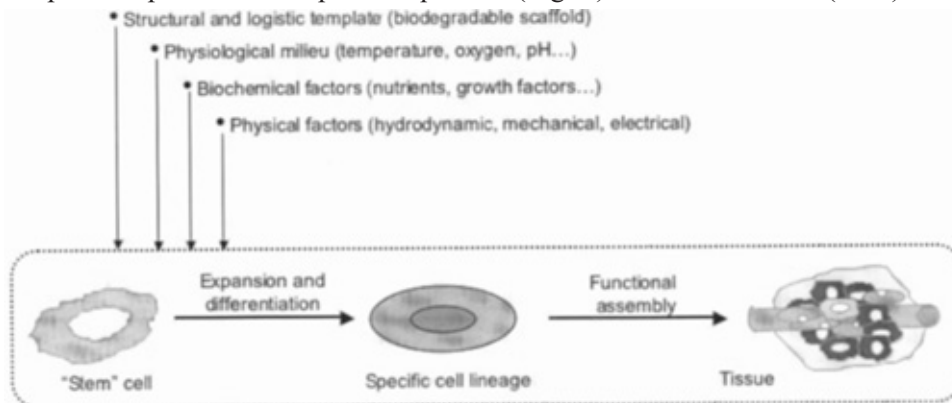 • Structural and logistic template (biodegradable scaffold)
• Physiological milieu (temperature, oxygen, pH...)
• Biochemical factors (nutrients, growth factors...)
• Physical factors (hydrodynamic, mechanical, electrical)
Expansion and
differentiation
Functional
assembly
"Stem" cell
Specific cell lineage
Tissue